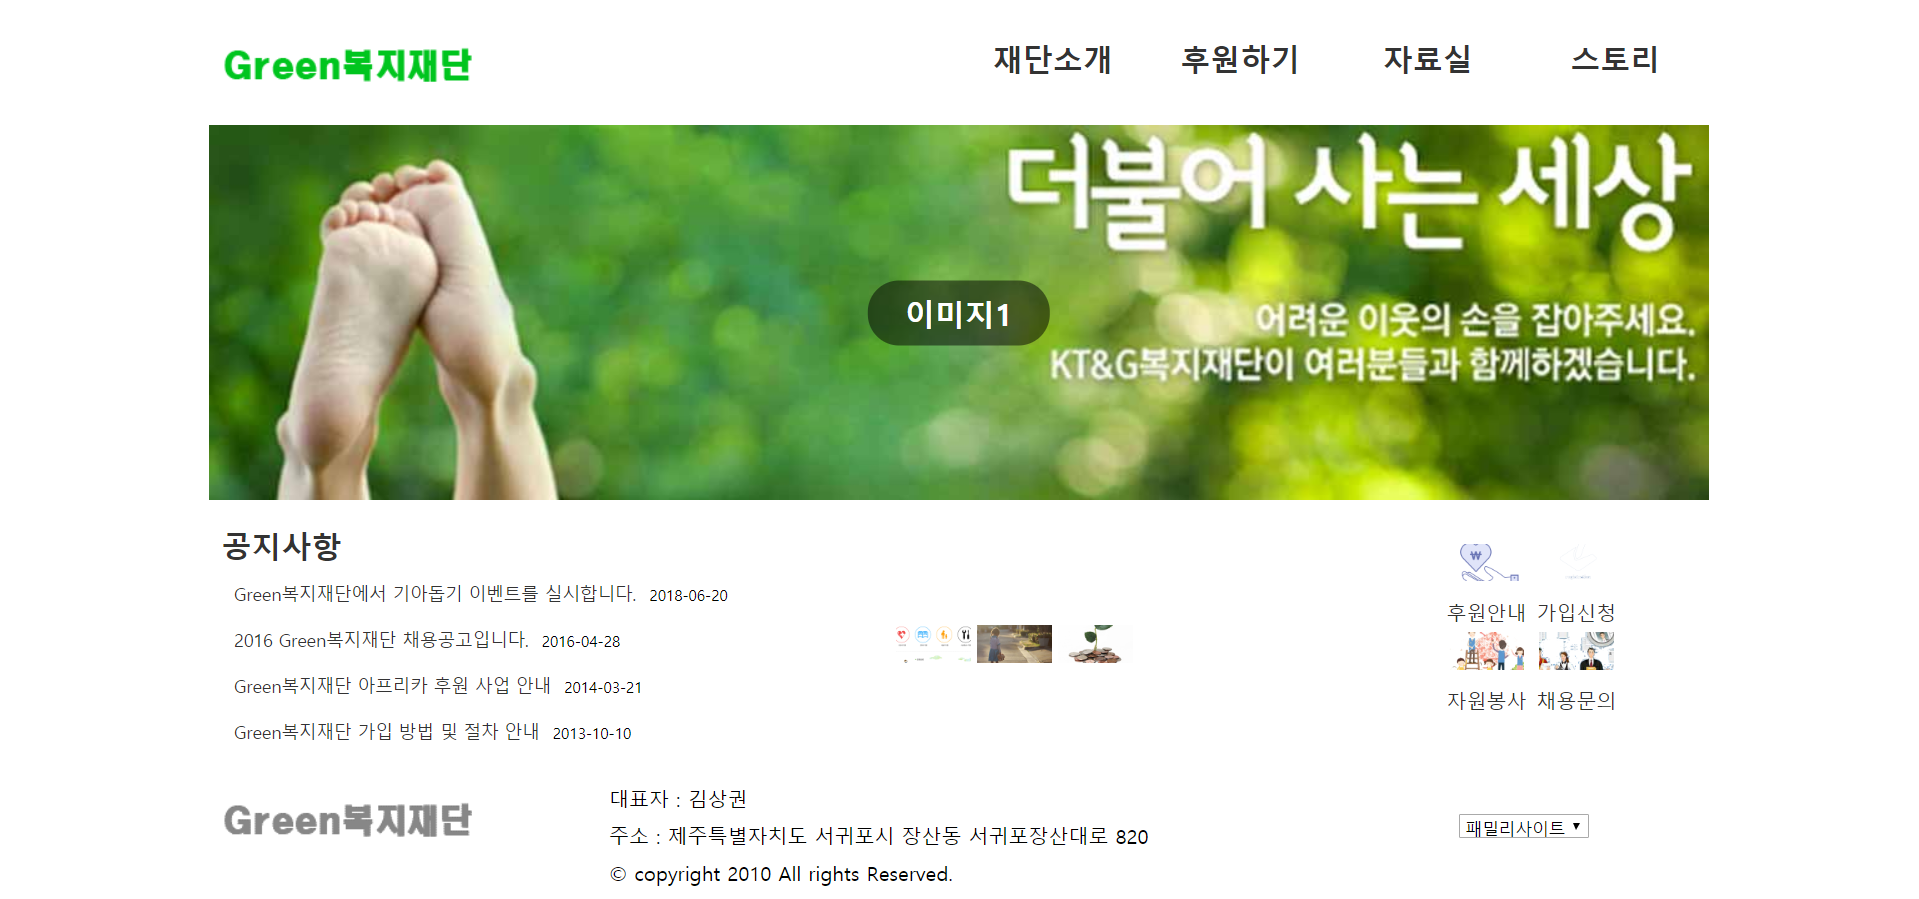 Green복지재단
재단소개 후원하기 자료실 스토리
더불어 사는 세상
이미지1
어려운 이웃의 손을 잡아주세요.
KT&G복지재단이 여러분들과 함께하겠습니다.
공지사항
Green복지재단에서 기아돕기 이벤트를 실시합니다. 2018-06-20
2016 Green복지재단 채용공고입니다. 2016-04-28
Green복지재단 아프리카 후원 사업 안내 2014-03-21
Green복지재단 가입 방법 및 절차 안내 2013-10-10
후원안내 가입신청
자원봉사 채용문의
Green복지재단
대표자 : 김상권
주소 : 제주특별자치도 서귀포시 장산동 서귀포장산대로 820
© copyright 2010 All rights Reserved.
패밀리사이트